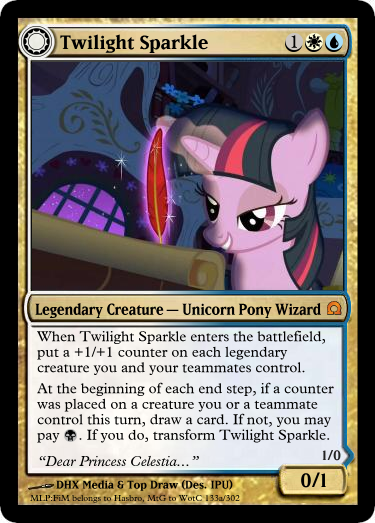 Twilight Sparkle 1
Legendary Creature — Unicorn Pony Wizard
When Twilight Sparkle enters the battlefield,
put a +1/+1 counter on each legendary
creature you and your teammates control.
At the beginning of each end step, if a counter
was placed on a creature you or a teammate
control this turn, draw a card. If not, you may
pay . If you do, transform Twilight Sparkle.
“Dear Princess Celestia…”
1/0
0/1
DHX Media & Top Draw (Des. IPU)
MLP:FiM belongs to Hasbro, MtG to WotC 133a/302